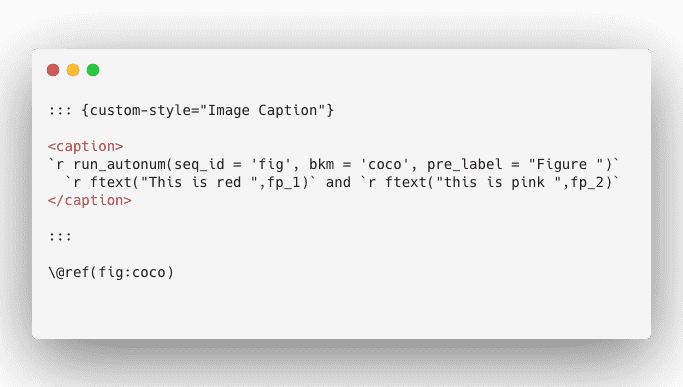 ::: {custom-style="Image Caption"}
<caption>
`r run_autonum(seq_id = 'fig', bkm = 'coco', pre_label = "Figure ")`
`r ftext("This is red ",fp_1)` and `r ftext("this is pink ",fp_2)`
</caption>
:::
\@ref(fig:coco)